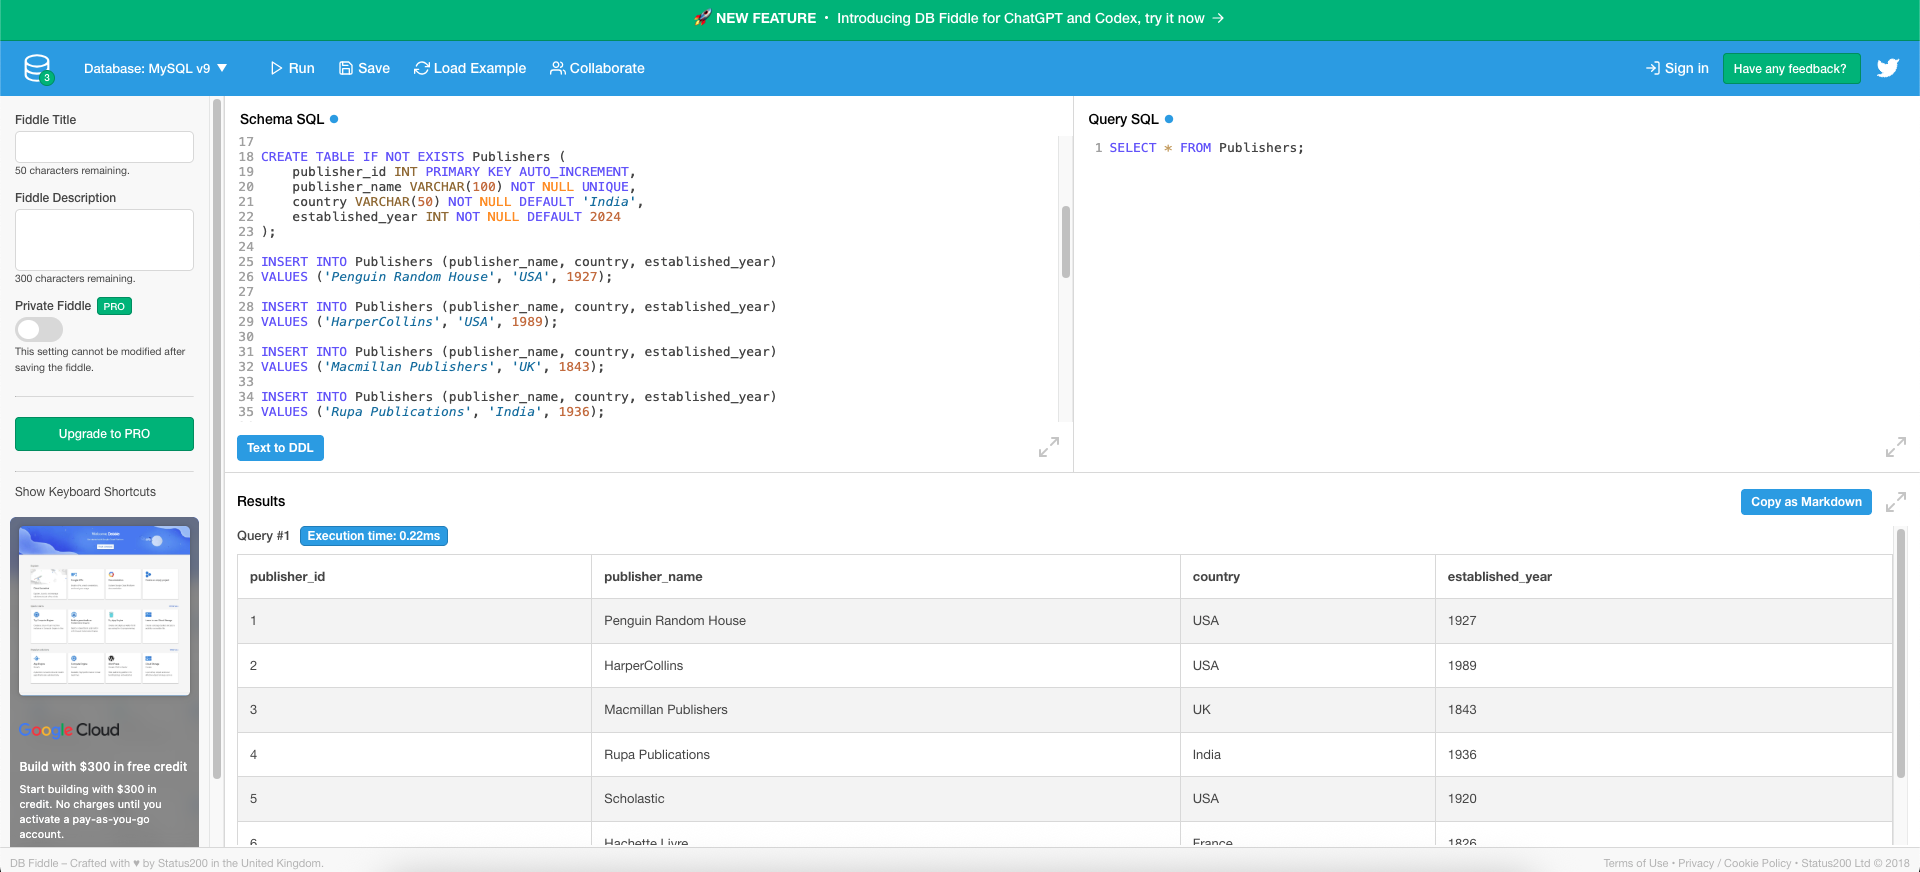 🚀 NEW FEATURE • Introducing DB Fiddle for ChatGPT and Codex, try it now →
3
Database: MySQL v9 ▼
Run
Save
Load Example
Collaborate
Sign in
Have any feedback?
Fiddle Title
50 characters remaining.
Fiddle Description
300 characters remaining.
Private Fiddle PRO
This setting cannot be modified after
saving the fiddle.
Upgrade to PRO
Show Keyboard Shortcuts
Google Cloud
Build with $300 in free credit
Start building with $300 in
credit. No charges until you
activate a pay-as-you-go
account.
Schema SQL
17
18 CREATE TABLE IF NOT EXISTS Publishers (
19     publisher_id INT PRIMARY KEY AUTO_INCREMENT,
20     publisher_name VARCHAR(100) NOT NULL UNIQUE,
21     country VARCHAR(50) NOT NULL DEFAULT 'India',
22     established_year INT NOT NULL DEFAULT 2024
23 );
24
25 INSERT INTO Publishers (publisher_name, country, established_year)
26 VALUES ('Penguin Random House', 'USA', 1927);
27
28 INSERT INTO Publishers (publisher_name, country, established_year)
29 VALUES ('HarperCollins', 'USA', 1989);
30
31 INSERT INTO Publishers (publisher_name, country, established_year)
32 VALUES ('Macmillan Publishers', 'UK', 1843);
33
34 INSERT INTO Publishers (publisher_name, country, established_year)
35 VALUES ('Rupa Publications', 'India', 1936);
Text to DDL
Query SQL
1 SELECT * FROM Publishers;
Results
Copy as Markdown
Query #1 Execution time: 0.22ms
publisher_id publisher_name country established_year
1 Penguin Random House USA 1927
2 HarperCollins USA 1989
3 Macmillan Publishers UK 1843
4 Rupa Publications India 1936
5 Scholastic USA 1920
6 Hachette Livre France 1826
DB Fiddle – Crafted with ♥ by Status200 in the United Kingdom.
Terms of Use • Privacy / Cookie Policy • Status200 Ltd © 2018